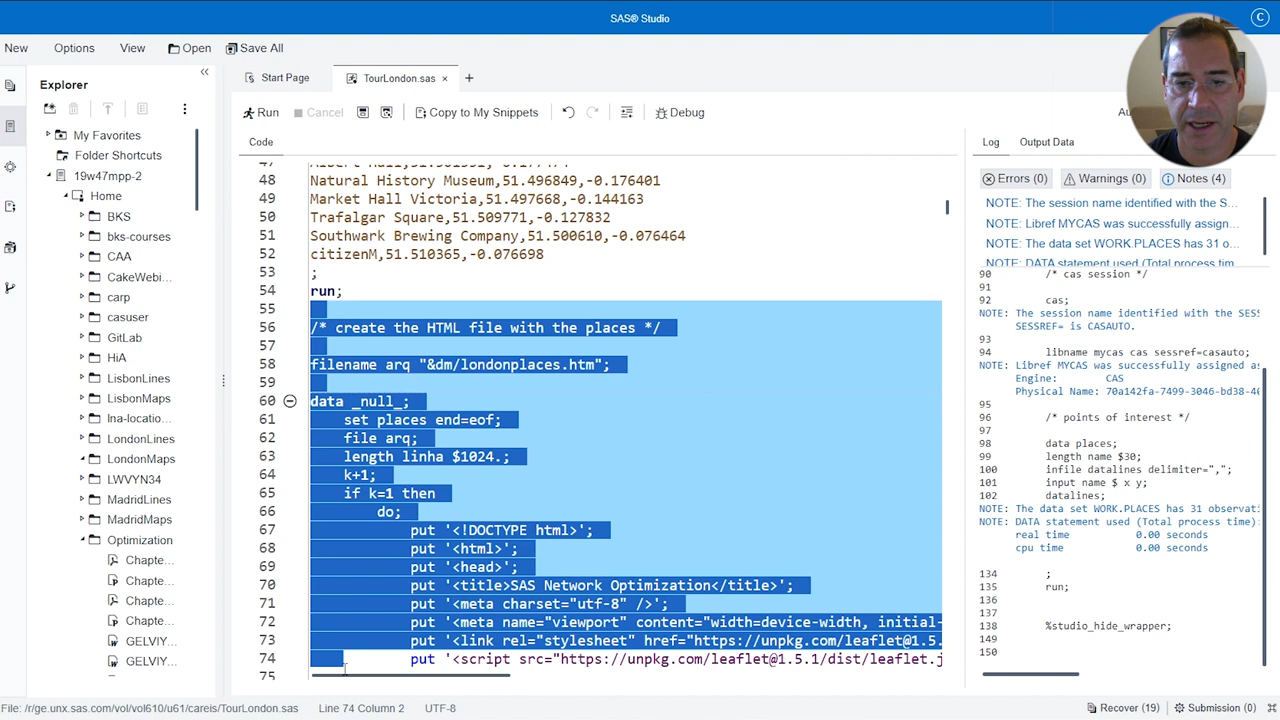 SAS® Studio
C
New Options View Open Save All
Explorer
Start Page TourLondon.sas × +
Run Cancel Copy to My Snippets Debug
Code
Log Output Data
Errors (0) Warnings (0) Notes (4)
NOTE: The session name identified with the S...
NOTE: Libref MYCAS was successfully assign...
NOTE: The data set WORK.PLACES has 31 o...
NOTE: DATA statement used (Total process tim
My Favorites
Folder Shortcuts
19w47mpp-2
Home
BKS
bks-courses
CAA
CakeWebi...
carp
casuser
GitLab
HiA
LisbonLines
LisbonMaps
lna-locatio...
LondonLines
LondonMaps
LWVYN34
MadridLines
MadridMaps
Optimization
Chapte...
Chapte...
Chapte...
Chapte...
GELVIY...
GELVIY...
48 Natural History Museum,51.496849,-0.176401
49 Market Hall Victoria,51.497668,-0.144163
50 Trafalgar Square,51.509771,-0.127832
51 Southwark Brewing Company,51.500610,-0.076464
52 citizenM,51.510365,-0.076698
53 ;
54 run;
55
56 /* create the HTML file with the places */
57
58 filename arq "&dm/londonplaces.htm";
59
60 data _null_;
61 set places end=eof;
62 file arq;
63 length linha $1024.;
64 k+1;
65 if k=1 then
66 do;
67 put '<!DOCTYPE html>';
68 put '<html>';
69 put '<head>';
70 put '<title>SAS Network Optimization</title>';
71 put '<meta charset="utf-8" />';
72 put '<meta name="viewport" content="width=device-width, initial-
73 put '<link rel="stylesheet" href="https://unpkg.com/leaflet@1.5.
74 put '<script src="https://unpkg.com/leaflet@1.5.1/dist/leaflet.j
75
90 /* cas session */
91
92 cas;
NOTE: The session name identified with the SES
SESSREF= is CASAUTO.
93
94 libname mycas cas sessref=casauto;
NOTE: Libref MYCAS was successfully assigned as
Engine: CAS
Physical Name: 70a142fa-7499-3046-bd38-40
95
96 /* points of interest */
97
98 data places;
99 length name $30;
100 infile datalines delimiter=",";
101 input name $ x y;
102 datalines;
NOTE: The data set WORK.PLACES has 31 observati
NOTE: DATA statement used (Total process time):
real time 0.00 seconds
cpu time 0.00 seconds
134 ;
135 run;
136
137
138 %studio_hide_wrapper;
149
150
File: /r/ge.unx.sas.com/vol/vol610/u61/careis/TourLondon.sas Line 74 Column 2 UTF-8 Recover (19) Submission (0)